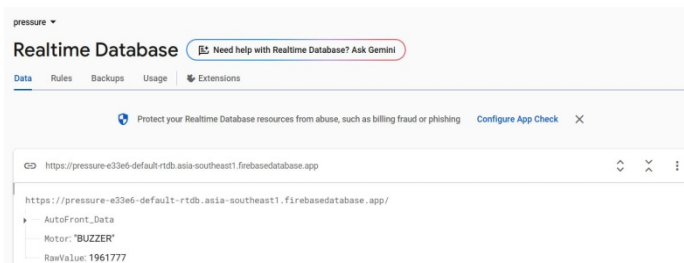 pressure
Realtime Database
Need help with Realtime Database? Ask Gemini
Data Rules Backups Usage Extensions
Protect your Realtime Database resources from abuse, such as billing fraud or phishing Configure App Check
https://pressure-e33e6-default-rtdb.asia-southeast1.firebasedatabase.app
https://pressure-e33e6-default-rtdb.asia-southeast1.firebasedatabase.app/
AutoFront_Data
Motor: "BUZZER"
RawValue: 1961777